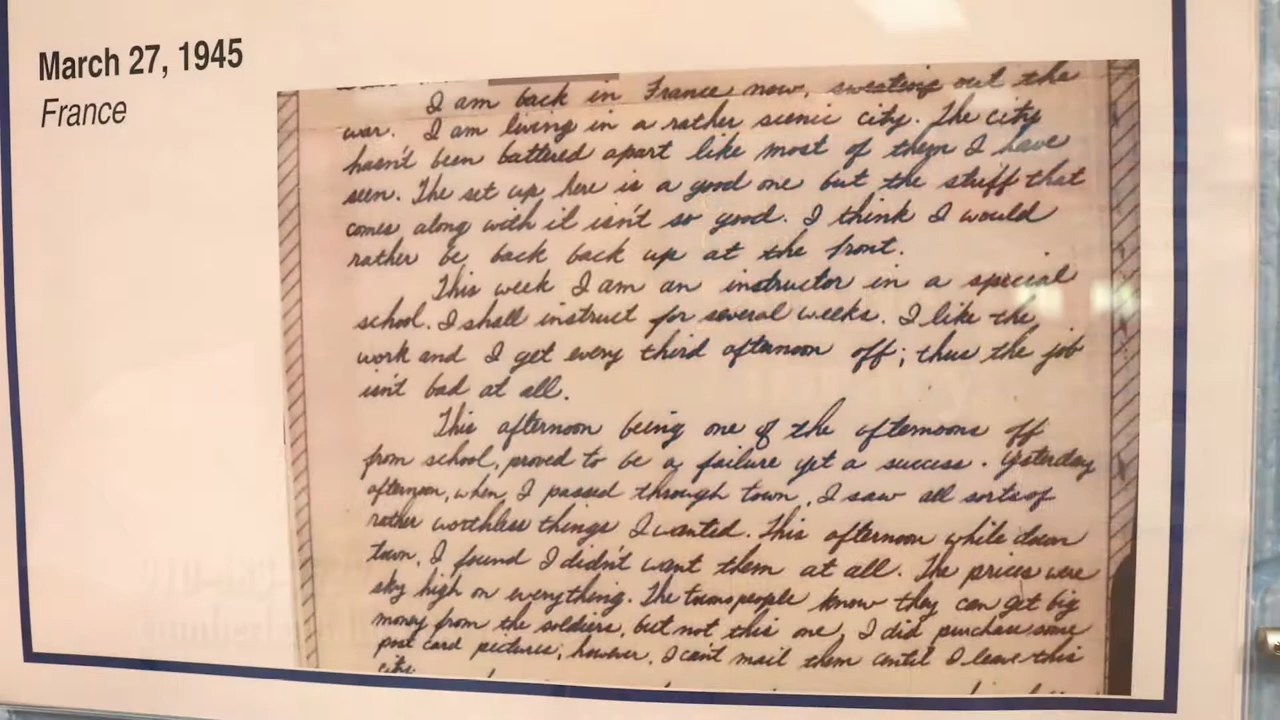 March 27, 1945
France
I am back in France now, sweating out the
war. I am living in a rather scenic city. The city
hasn't been battered apart like most of them I have
seen. The set up here is a good one but the stuff that
comes along with it isn't so good. I think I would
rather be back back up at the front.
This week I am an instructor in a special
school. I shall instruct for several weeks. I like the
work and I get every third afternoon off; thus the job
isn't bad at all.
This afternoon being one of the afternoons off
from school, proved to be a failure yet a success. Yesterday
afternoon, when I passed through town, I saw all sorts of
rather worthless things I wanted. This afternoon while down
town, I found I didn't want them at all. The prices were
sky high on everything. The townspeople know they can get big
money from the soldiers, but not this one. I did purchase some
post card pictures, however, I can't mail them until I leave this
city.